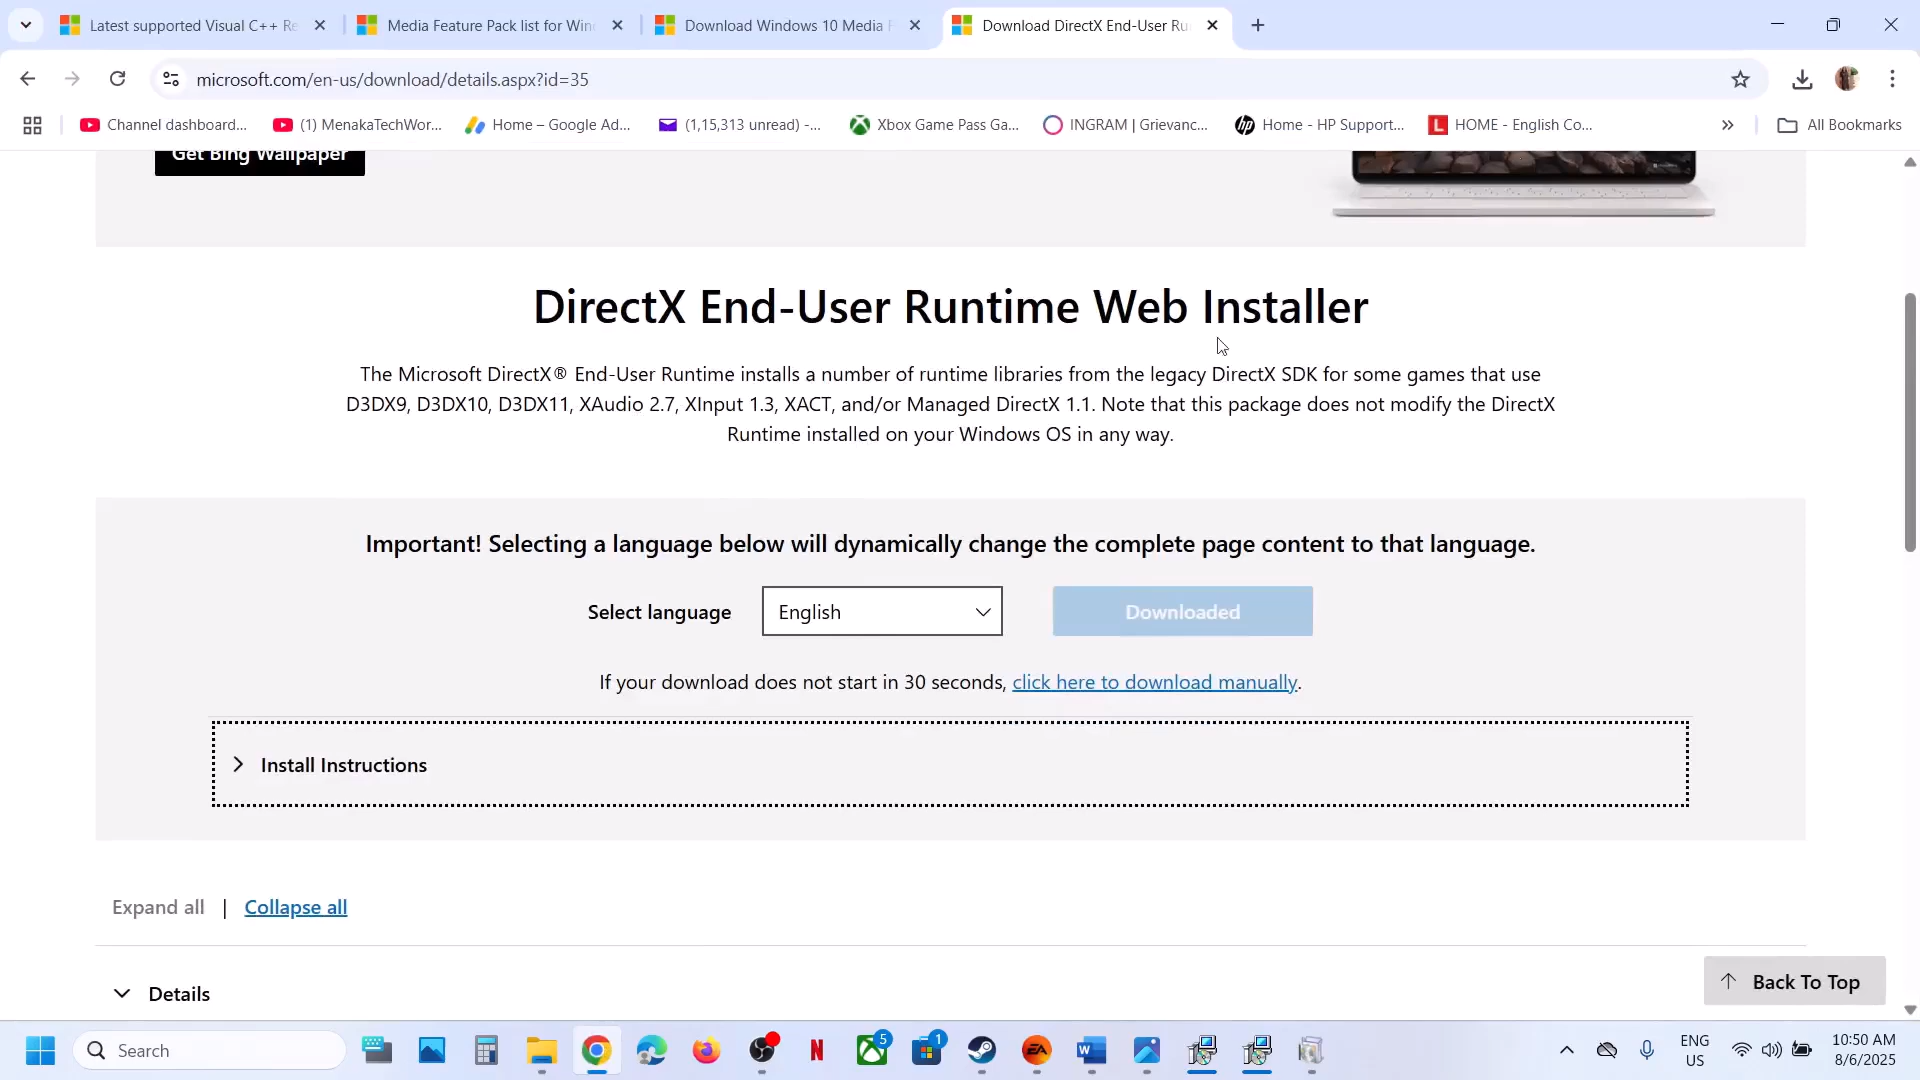 Latest supported Visual C++ Re
Media Feature Pack list for Win
Download Windows 10 Media F
Download DirectX End-User Ru
microsoft.com/en-us/download/details.aspx?id=35
Channel dashboard...
(1) MenakaTechWor...
Home – Google Ad...
(1,15,313 unread) -...
Xbox Game Pass Ga...
INGRAM | Grievanc...
Home - HP Support...
HOME - English Co...
»
All Bookmarks
Get Bing Wallpaper
DirectX End-User Runtime Web Installer
The Microsoft DirectX® End-User Runtime installs a number of runtime libraries from the legacy DirectX SDK for some games that use
D3DX9, D3DX10, D3DX11, XAudio 2.7, XInput 1.3, XACT, and/or Managed DirectX 1.1. Note that this package does not modify the DirectX
Runtime installed on your Windows OS in any way.
Important! Selecting a language below will dynamically change the complete page content to that language.
Select language
English
Downloaded
If your download does not start in 30 seconds, click here to download manually.
Install Instructions
Expand all | Collapse all
Details
Back To Top
Search
5
1
ENG
US
10:50 AM
8/6/2025